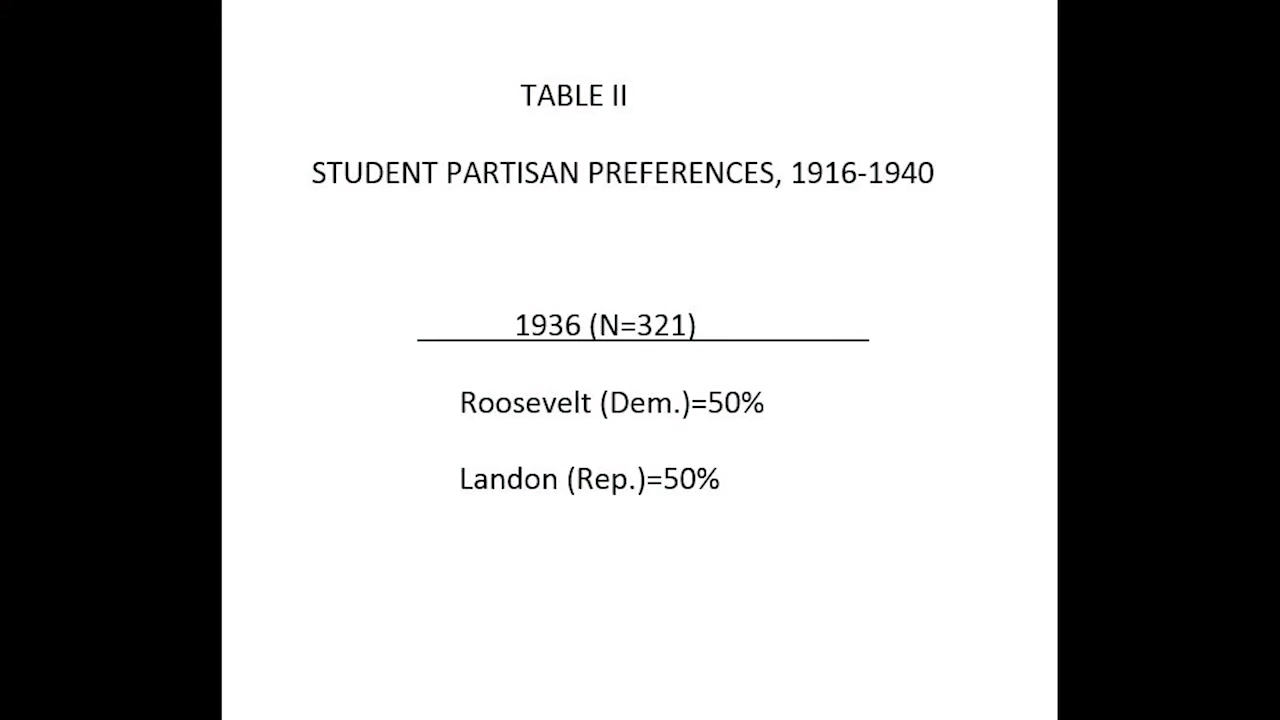 TABLE II
STUDENT PARTISAN PREFERENCES, 1916-1940
1936 (N=321)
Roosevelt (Dem.)=50%
Landon (Rep.)=50%